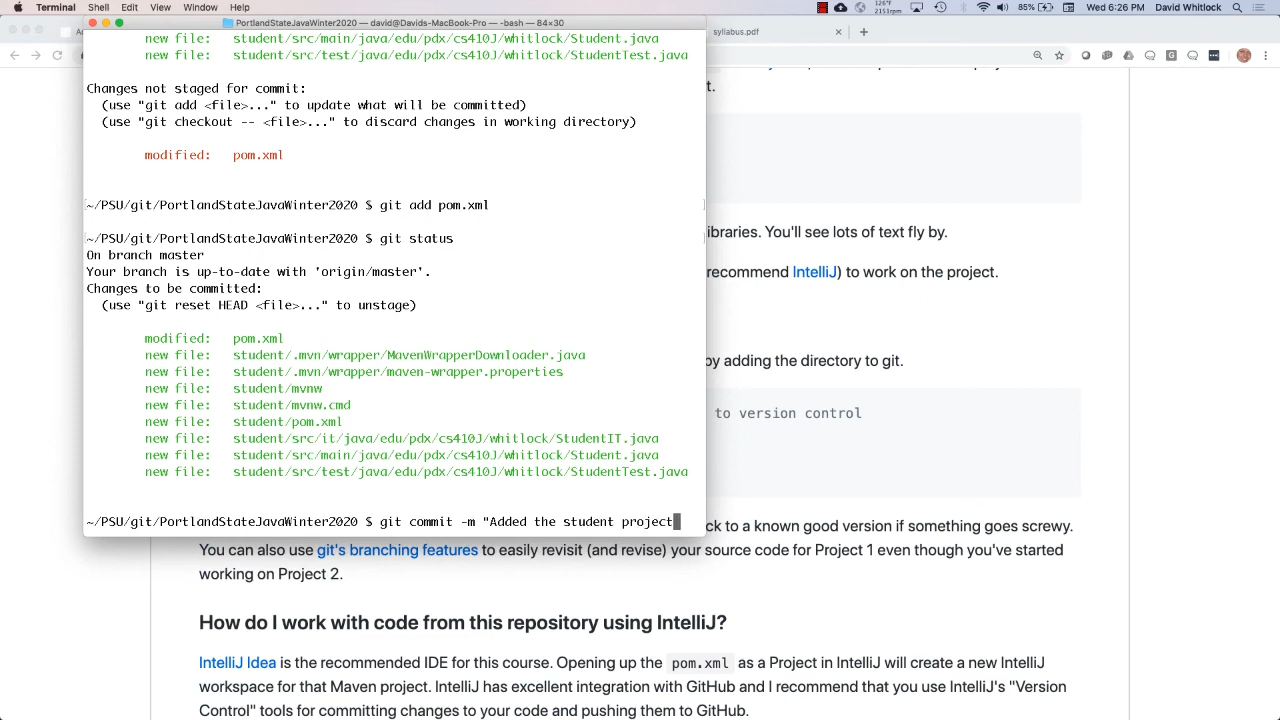 Terminal Shell Edit View Window Help 126° 2151rpm 85% Wed 6:26 PM David Whitlock
PortlandStateJavaWinter2020 — david@Davids-MacBook-Pro — -bash — 84×30
syllabus.pdf
new file: student/src/main/java/edu/pdx/cs410J/whitlock/Student.java
new file: student/src/test/java/edu/pdx/cs410J/whitlock/StudentTest.java
t.
Changes not staged for commit:
(use "git add <file>..." to update what will be committed)
(use "git checkout -- <file>..." to discard changes in working directory)
modified: pom.xml
~/PSU/git/PortlandStateJavaWinter2020 $ git add pom.xml
ibraries. You'll see lots of text fly by.
~/PSU/git/PortlandStateJavaWinter2020 $ git status
On branch master
Your branch is up-to-date with 'origin/master'.
recommend IntelliJ) to work on the project.
Changes to be committed:
(use "git reset HEAD <file>..." to unstage)
modified: pom.xml
new file: student/.mvn/wrapper/MavenWrapperDownloader.java
by adding the directory to git.
new file: student/.mvn/wrapper/maven-wrapper.properties
new file: student/mvnw
new file: student/mvnw.cmd
to version control
new file: student/pom.xml
new file: student/src/it/java/edu/pdx/cs410J/whitlock/StudentIT.java
new file: student/src/main/java/edu/pdx/cs410J/whitlock/Student.java
new file: student/src/test/java/edu/pdx/cs410J/whitlock/StudentTest.java
~/PSU/git/PortlandStateJavaWinter2020 $ git commit -m "Added the student project
ck to a known good version if something goes screwy.
You can also use git's branching features to easily revisit (and revise) your source code for Project 1 even though you've started
working on Project 2.
How do I work with code from this repository using IntelliJ?
IntelliJ Idea is the recommended IDE for this course. Opening up the pom.xml as a Project in IntelliJ will create a new IntelliJ
workspace for that Maven project. IntelliJ has excellent integration with GitHub and I recommend that you use IntelliJ's "Version
Control" tools for committing changes to your code and pushing them to GitHub.